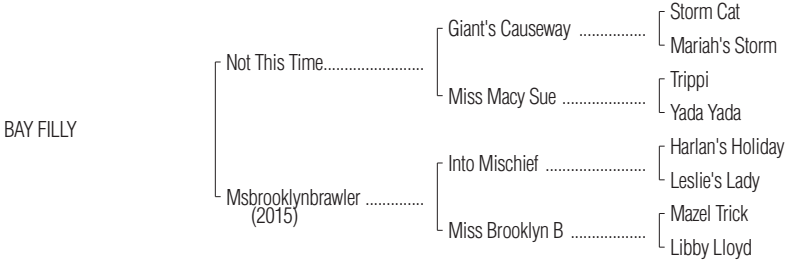 Storm Cat
Giant's Causeway ................
Mariah's Storm
Not This Time.......................
Trippi
Miss Macy Sue ....................
Yada Yada
BAY FILLY
Harlan's Holiday
Into Mischief ........................
Leslie's Lady
Msbrooklynbrawler ..............
(2015)
Mazel Trick
Miss Brooklyn B ..................
Libby Lloyd